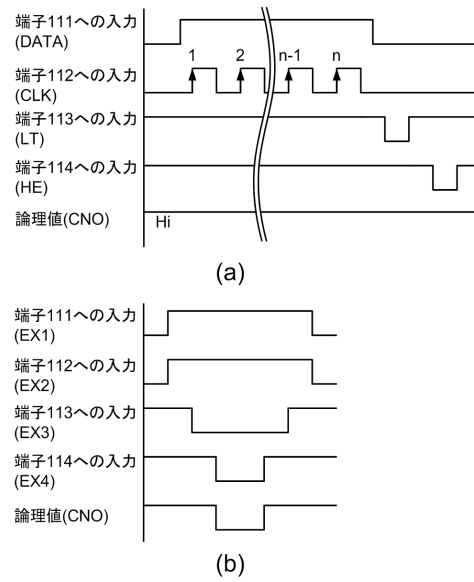 端子111への入力
(DATA)
1 2 n-1 n
端子112への入力
(CLK)
端子113への入力
(LT)
端子114への入力
(HE)
論理値(CNO)
Hi
(a)
端子111への入力
(EX1)
端子112への入力
(EX2)
端子113への入力
(EX3)
端子114への入力
(EX4)
論理値(CNO)
(b)